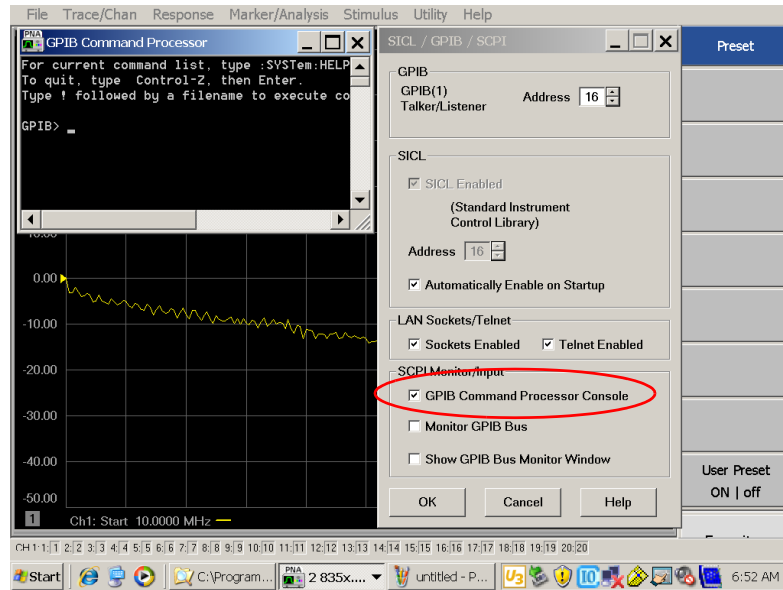 File Trace/Chan Response Marker/Analysis Stimulus Utility Help
PNA
GPIB Command Processor
For current command list, type :SYSTem:HELP
To quit, type Control-Z, then Enter.
Type ! followed by a filename to execute co
GPIB> _
SICL / GPIB / SCPI
GPIB
GPIB(1)
Talker/Listener
Address 16
SICL
SICL Enabled
(Standard Instrument
Control Library)
Address 16
Automatically Enable on Startup
LAN Sockets/Telnet
Sockets Enabled Telnet Enabled
SCPI Monitor/Input
GPIB Command Processor Console
Monitor GPIB Bus
Show GPIB Bus Monitor Window
OK Cancel Help
Preset
User Preset
ON | off
10.00
0.00
-10.00
-20.00
-30.00
-40.00
-50.00
1 Ch1: Start 10.0000 MHz
CH 1: 1:1 2:2 3:3 4:4 5:5 6:6 7:7 8:8 9:9 10:10 11:11 12:12 13:13 14:14 15:15 16:16 17:17 18:18 19:19 20:20
Start C:\Program... PNA 2 835x.... untitled - P... U3 IO 6:52 AM